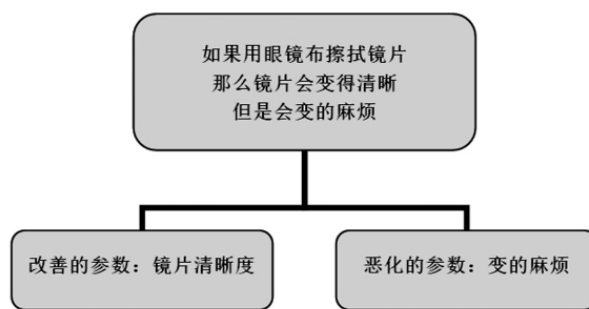 如果用眼镜布擦拭镜片
那么镜片会变得清晰
但是会变的麻烦
改善的参数：镜片清晰度
恶化的参数：变的麻烦